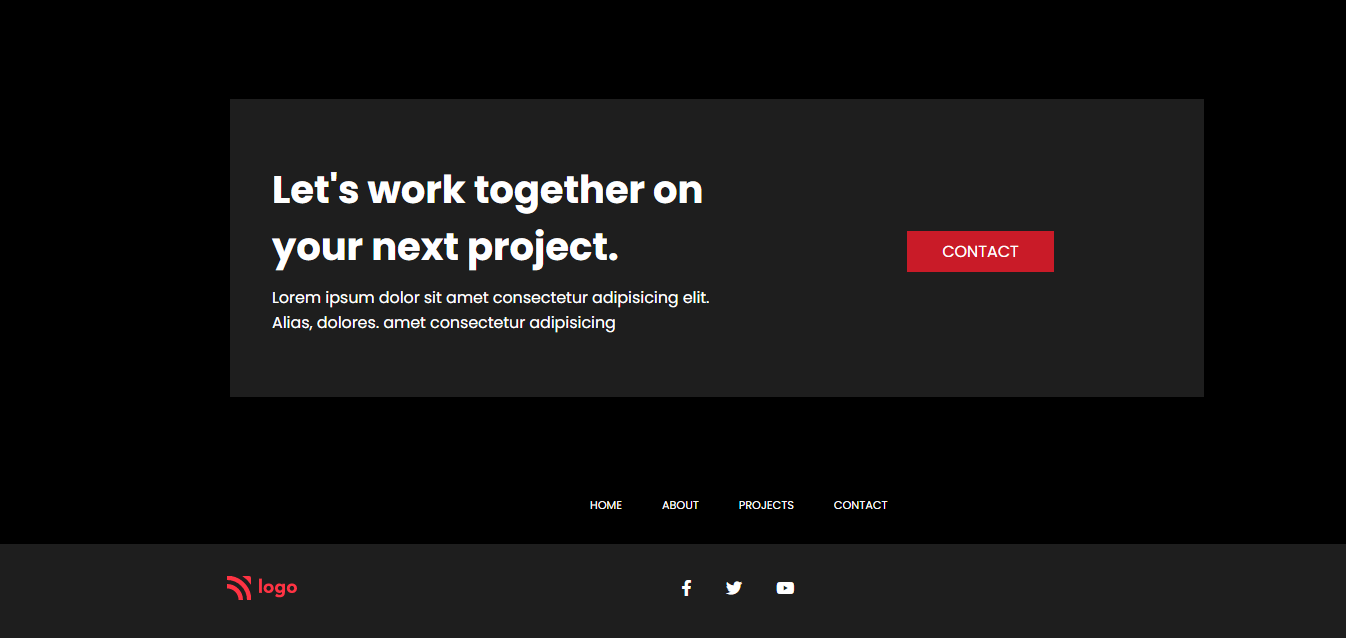 Let's work together on
your next project.
Lorem ipsum dolor sit amet consectetur adipisicing elit.
Alias, dolores. amet consectetur adipisicing
CONTACT
HOME ABOUT PROJECTS CONTACT
logo